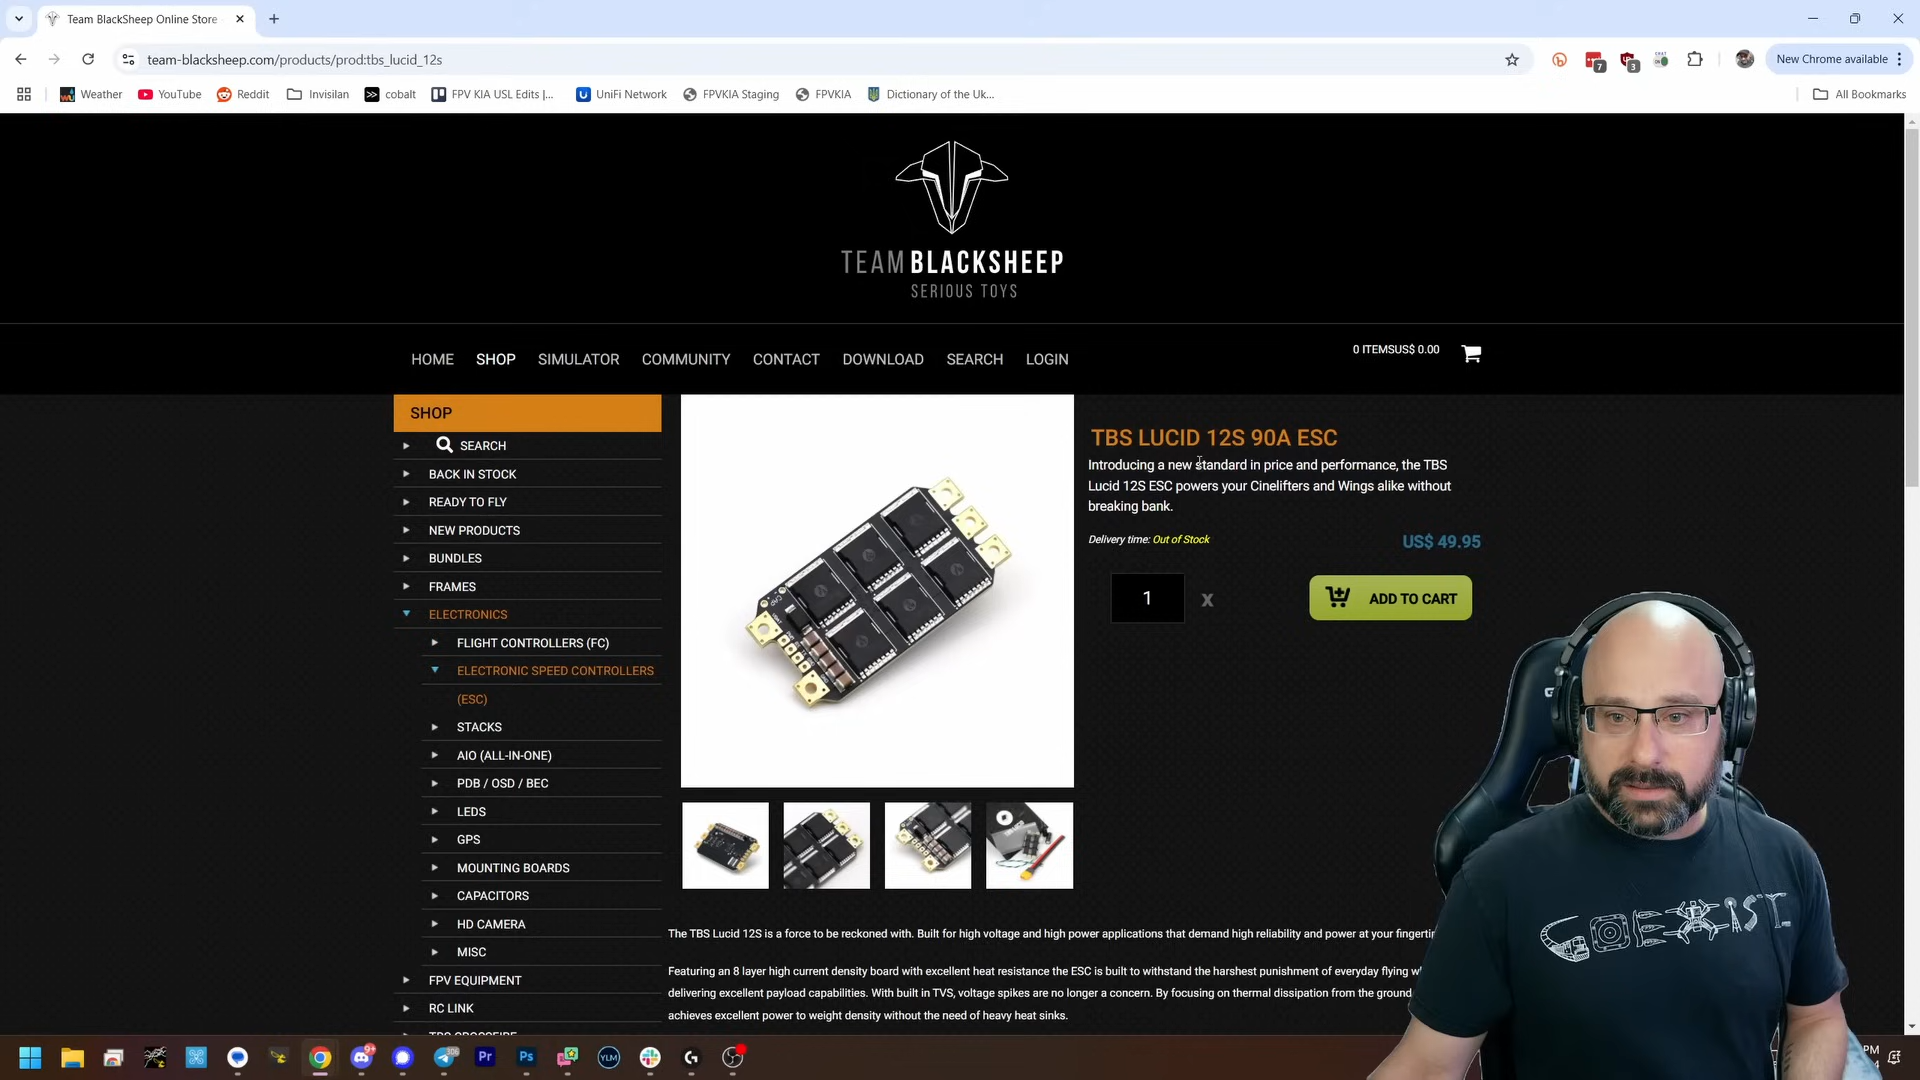 Team BlackSheep Online Store
team-blacksheep.com/products/prod:tbs_lucid_12s
7
3
New Chrome available
Weather
YouTube
Reddit
Invisilan
cobalt
FPV KIA USL Edits |...
UniFi Network
FPVKIA Staging
FPVKIA
Dictionary of the Uk...
All Bookmarks
TEAM BLACKSHEEP
SERIOUS TOYS
HOME
SHOP
SIMULATOR
COMMUNITY
CONTACT
DOWNLOAD
SEARCH
LOGIN
0 ITEMSUS$ 0.00
SHOP
SEARCH
BACK IN STOCK
READY TO FLY
NEW PRODUCTS
BUNDLES
FRAMES
ELECTRONICS
FLIGHT CONTROLLERS (FC)
ELECTRONIC SPEED CONTROLLERS
(ESC)
STACKS
AIO (ALL-IN-ONE)
PDB / OSD / BEC
LEDS
GPS
MOUNTING BOARDS
CAPACITORS
HD CAMERA
MISC
FPV EQUIPMENT
RC LINK
TBS LUCID 12S 90A ESC
Introducing a new standard in price and performance, the TBS
Lucid 12S ESC powers your Cinelifters and Wings alike without
breaking bank.
Delivery time: Out of Stock
US$ 49.95
1
x
ADD TO CART
The TBS Lucid 12S is a force to be reckoned with. Built for high voltage and high power applications that demand high reliability and power at your
Featuring an 8 layer high current density board with excellent heat resistance the ESC is built to withstand the harshest punishment of everyday flying
delivering excellent payload capabilities. With built in TVS, voltage spikes are no longer a concern. By focusing on thermal dissipation from the ground
achieves excellent power to weight density without the need of heavy heat sinks.
COEXIST.
9+
Pr
Ps
YLM
PM